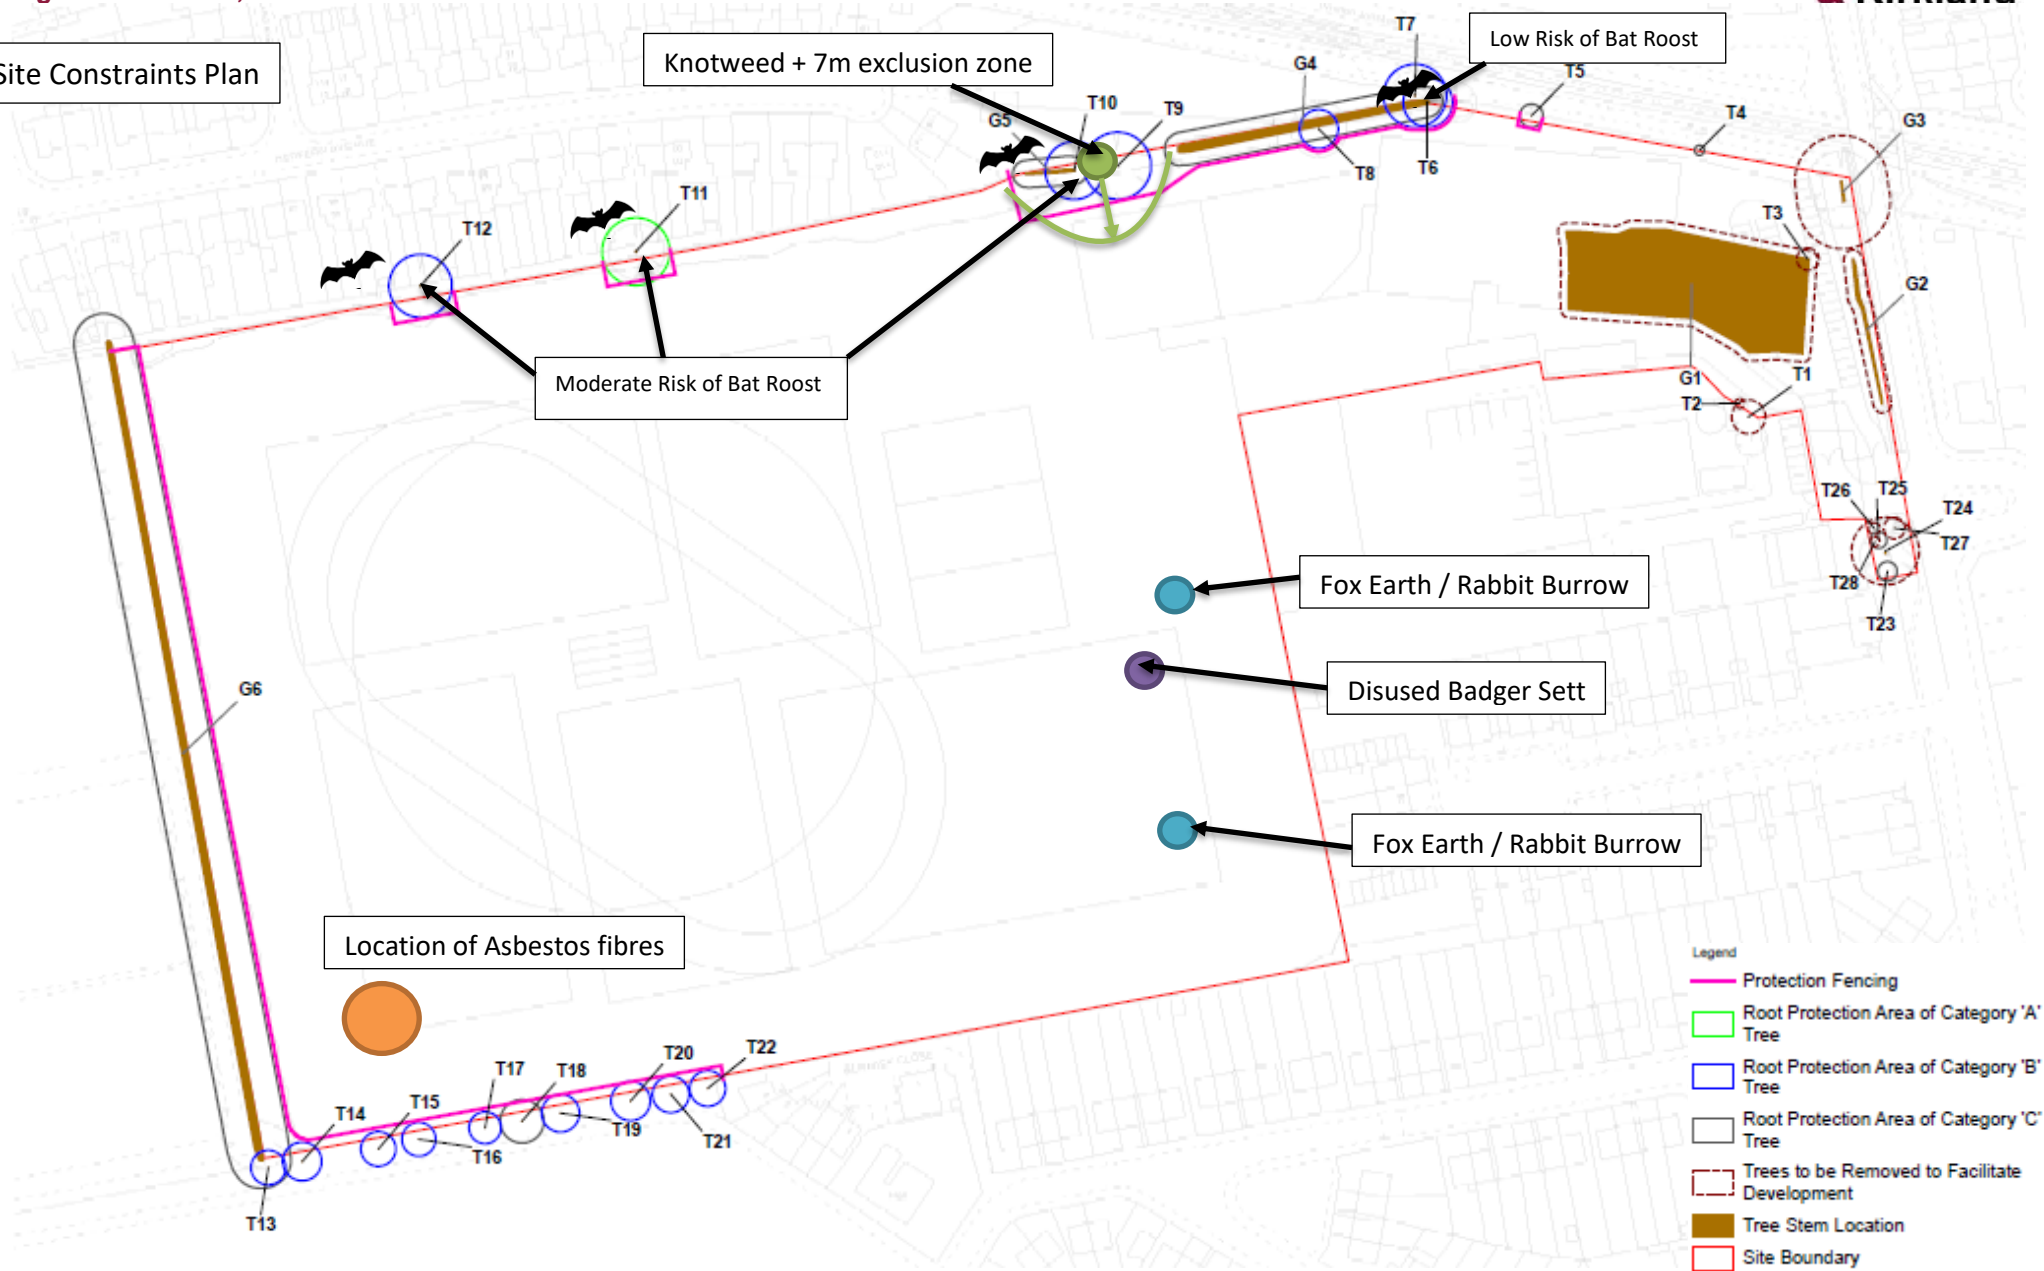 Site Constraints Plan
Knotweed + 7m exclusion zone
Low Risk of Bat Roost
T7
G4
T5
T10
T9
G5
T4
G3
T8
T6
T11
T12
T3
G2
Moderate Risk of Bat Roost
G1
T1
T2
T26
T25
T24
T27
T28
T23
Fox Earth / Rabbit Burrow
Disused Badger Sett
G6
Fox Earth / Rabbit Burrow
Location of Asbestos fibres
T22
T20
T18
T17
T15
T14
T19
T21
T16
T13
Legend
Protection Fencing
Root Protection Area of Category 'A'
Tree
Root Protection Area of Category 'B'
Tree
Root Protection Area of Category 'C'
Tree
Trees to be Removed to Facilitate
Development
Tree Stem Location
Site Boundary